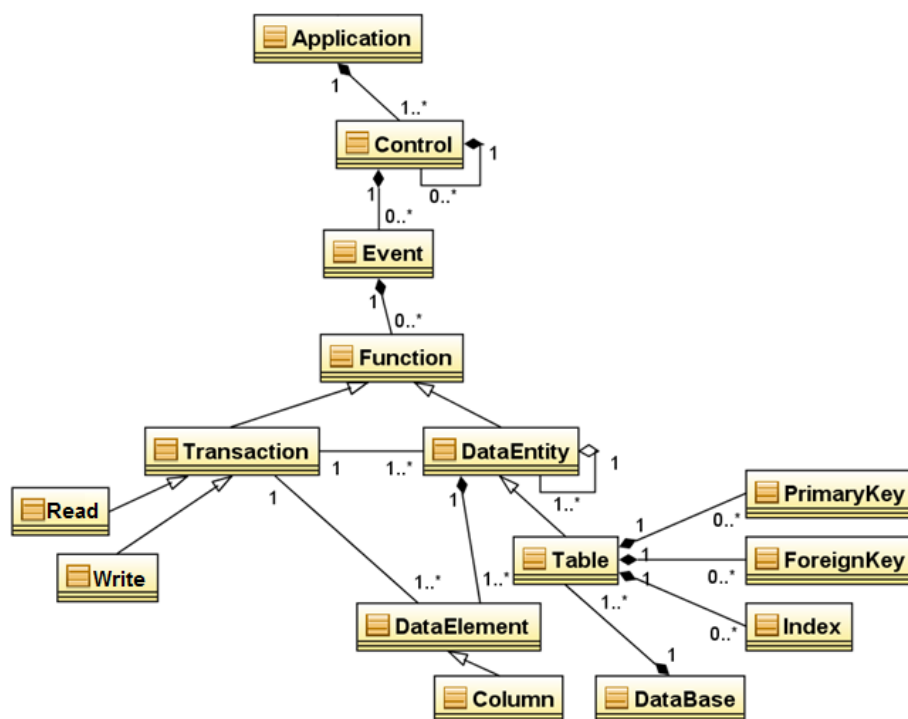 Application
1
1..*
Control
1
0..*
1
0..*
Event
1
0..*
Function
Transaction
1
1..*
DataEntity
1
1..*
1
1
Read
Write
PrimaryKey
1
0..*
Table
1
ForeignKey
0..*
1
Index
0..*
1..*
1..*
1..*
DataElement
1
Column
DataBase